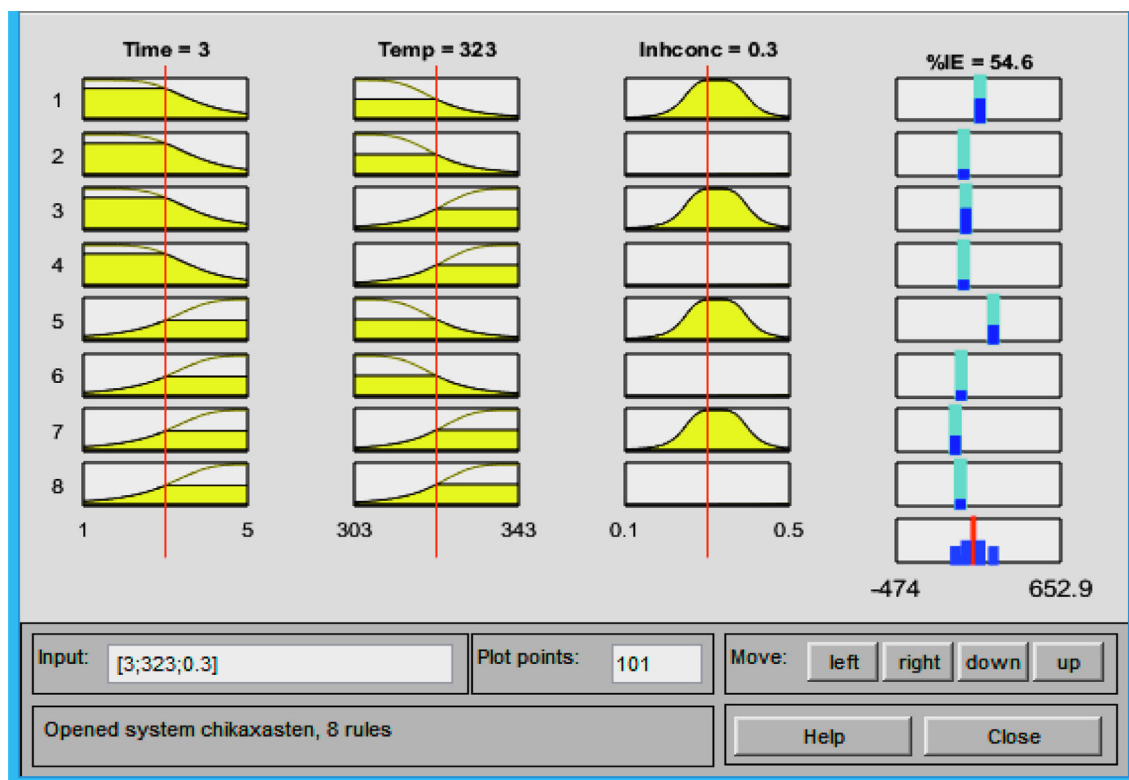 Time = 3 Temp = 323 Inhconc = 0.3 %IE = 54.6
1
2
3
4
5
6
7
8
1 5 303 343 0.1 0.5
-474 652.9
Input: [3;323;0.3] Plot points: 101 Move: left right down up
Opened system chikaxasten, 8 rules Help Close